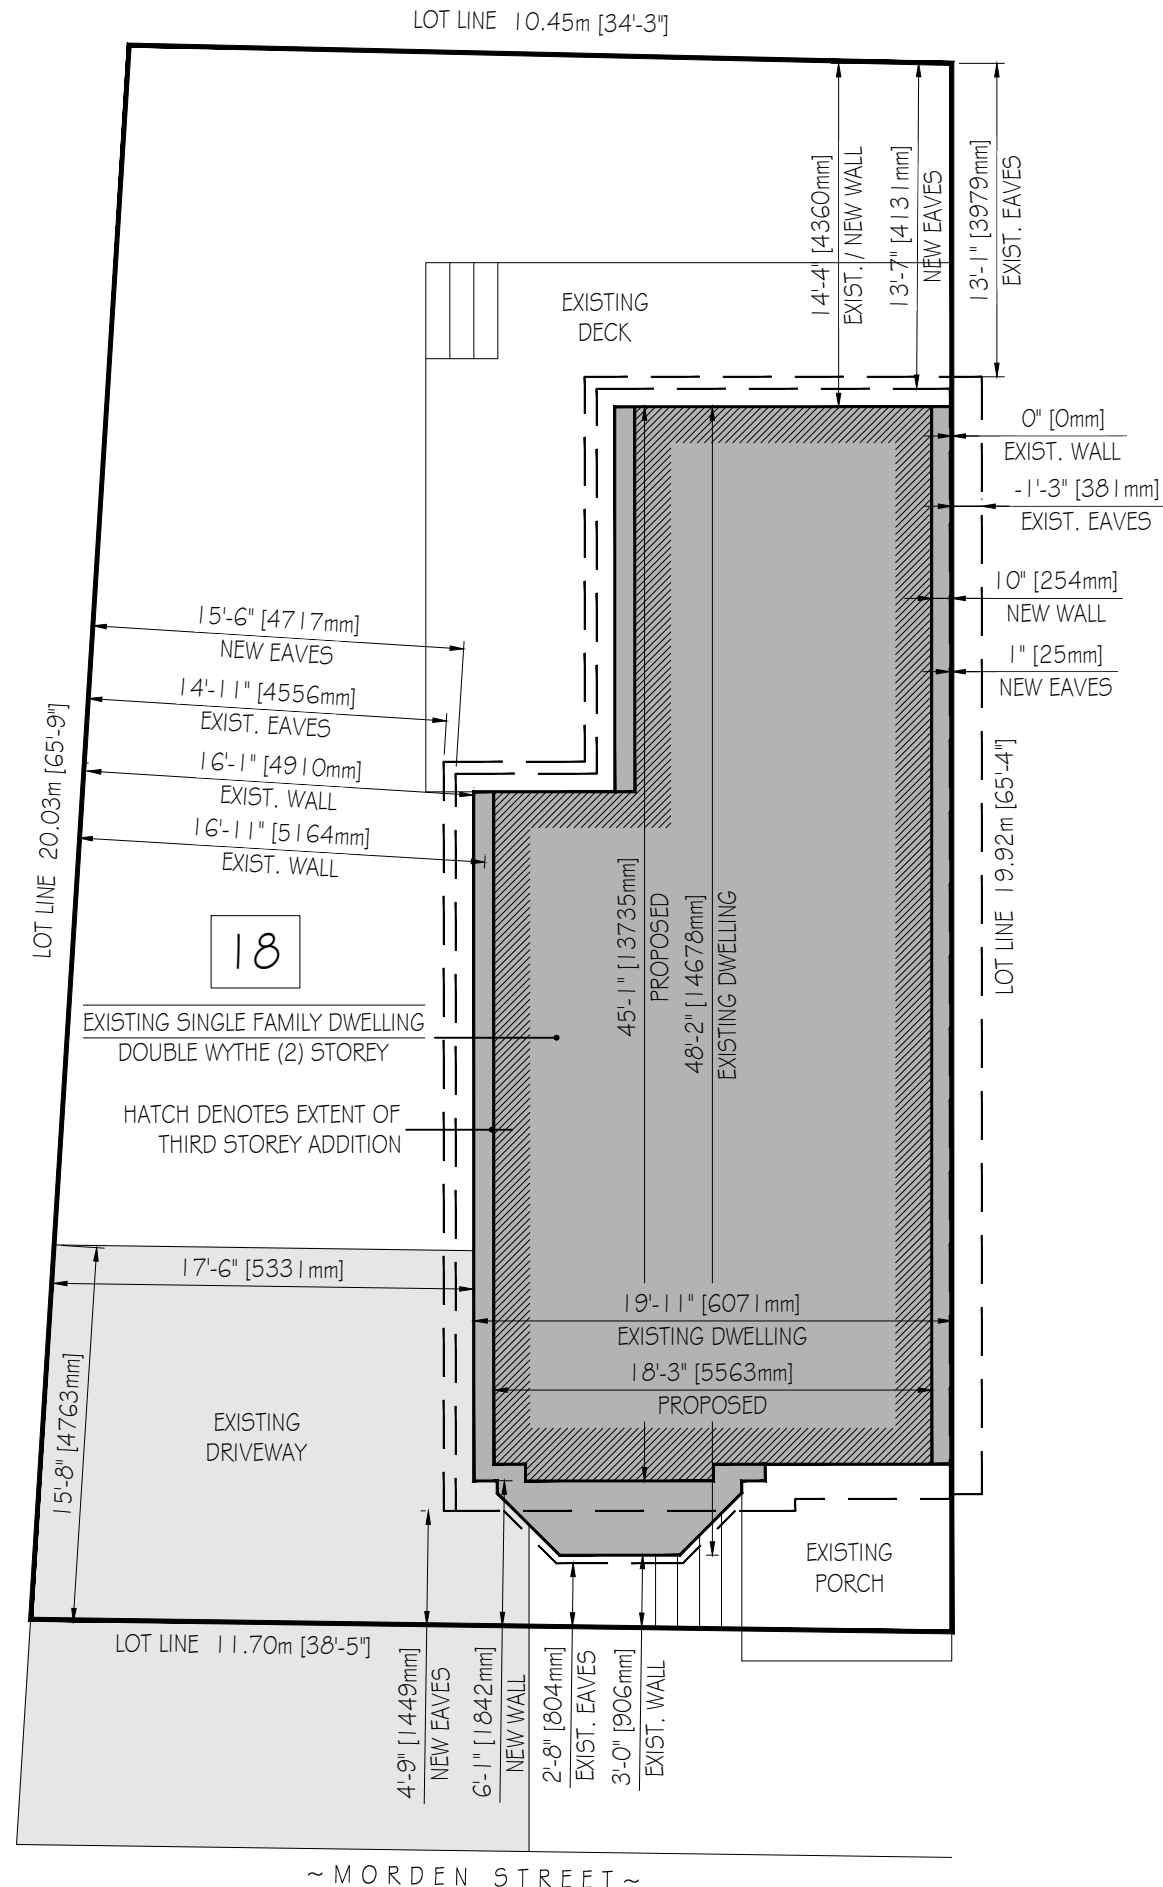 LOT LINE 10.45m [34'-3"]
14'-4" [4360mm]
EXIST. / NEW WALL
13'-7" [4131mm]
NEW EAVES
13'-1" [3979mm]
EXIST. EAVES
EXISTING
DECK
0" [0mm]
EXIST. WALL
-1'-3" [381mm]
EXIST. EAVES
10" [254mm]
NEW WALL
1" [25mm]
NEW EAVES
15'-6" [4717mm]
NEW EAVES
14'-11" [4556mm]
EXIST. EAVES
16'-1" [4910mm]
EXIST. WALL
16'-11" [5164mm]
EXIST. WALL
LOT LINE 20.03m [65'-9"]
LOT LINE 19.92m [65'-4"]
45'-1" [13735mm]
PROPOSED
48'-2" [14678mm]
EXISTING DWELLING
18
EXISTING SINGLE FAMILY DWELLING
DOUBLE WYTHE (2) STOREY
HATCH DENOTES EXTENT OF
THIRD STOREY ADDITION
17'-6" [5331mm]
19'-11" [6071mm]
EXISTING DWELLING
18'-3" [5563mm]
PROPOSED
15'-8" [4763mm]
EXISTING
DRIVEWAY
EXISTING
PORCH
LOT LINE 11.70m [38'-5"]
4'-9" [1449mm]
NEW EAVES
6'-1" [1842mm]
NEW WALL
2'-8" [804mm]
EXIST. EAVES
3'-0" [906mm]
EXIST. WALL
~MORDEN STREET~